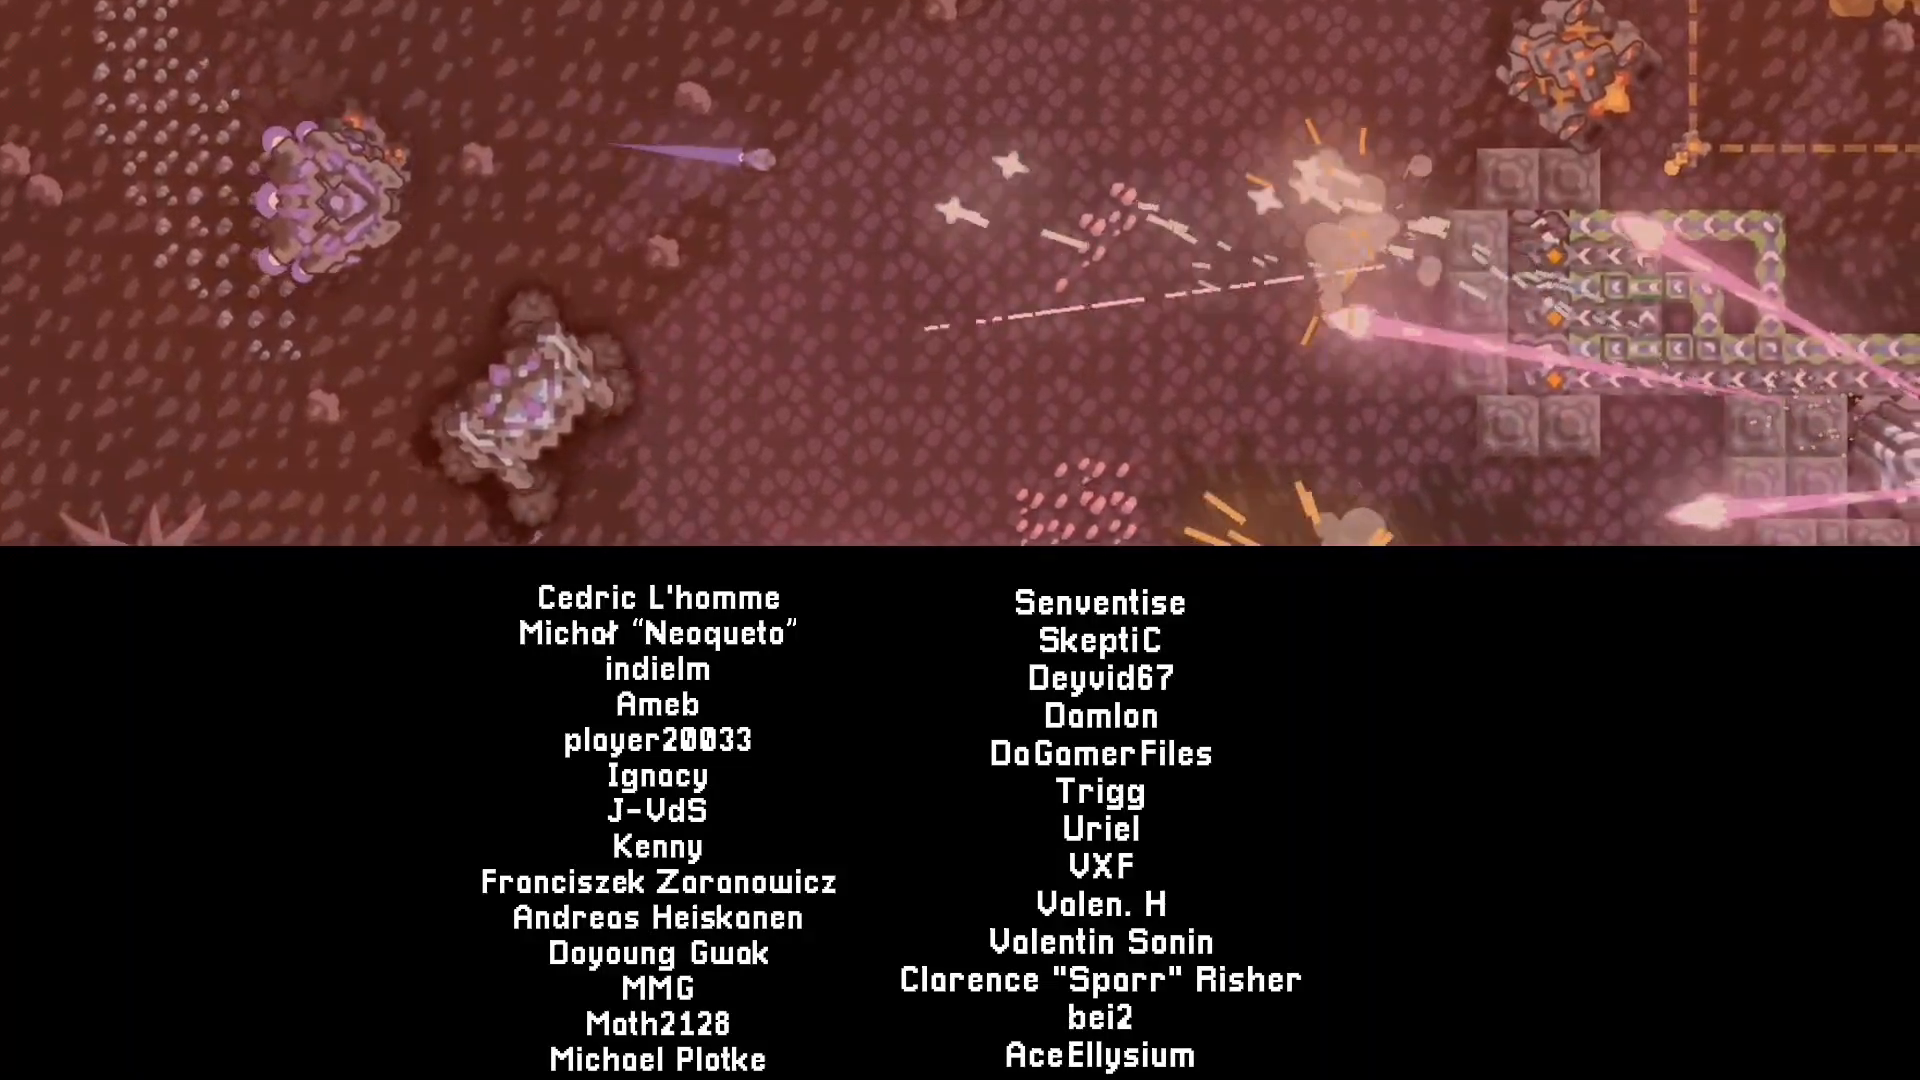 Cedric L'homme
Michał “Neoqueto”
indielm
Ameb
player20033
Ignacy
J-VdS
Kenny
Franciszek Zaranowicz
Andreas Heiskanen
Doyoung Gwak
MMG
Math2128
Michael Plotke
Senventise
SkeptiC
Deyvid67
Damlon
DaGamerFiles
Trigg
Uriel
VXF
Valen. H
Valentin Sonin
Clarence "Sparr" Risher
bei2
AceEllysium